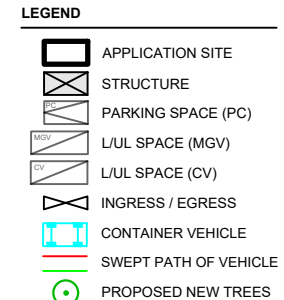 LEGEND
APPLICATION SITE
STRUCTURE
PC
PARKING SPACE (PC)
MGV
L/UL SPACE (MGV)
CV
L/UL SPACE (CV)
INGRESS / EGRESS
CONTAINER VEHICLE
SWEPT PATH OF VEHICLE
PROPOSED NEW TREES